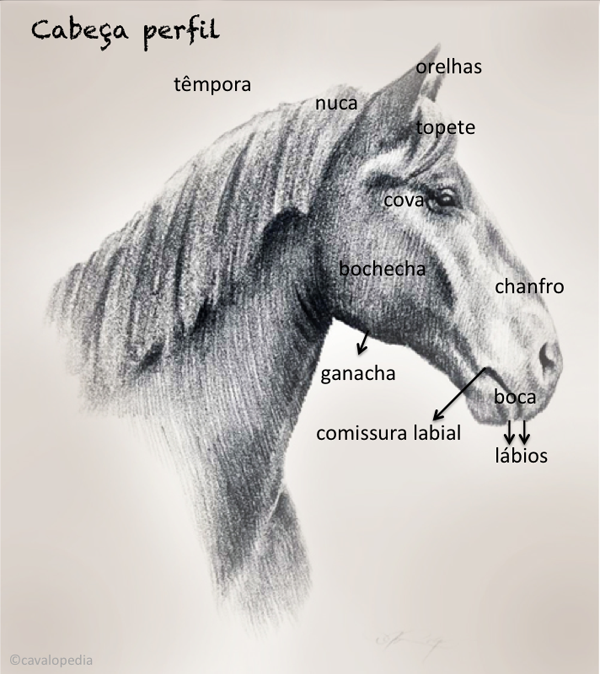 Cabeça perfil
orelhas
têmpora
nuca
topete
cova
bochecha
chanfro
ganacha
boca
comissura labial
lábios
©cavalopedia